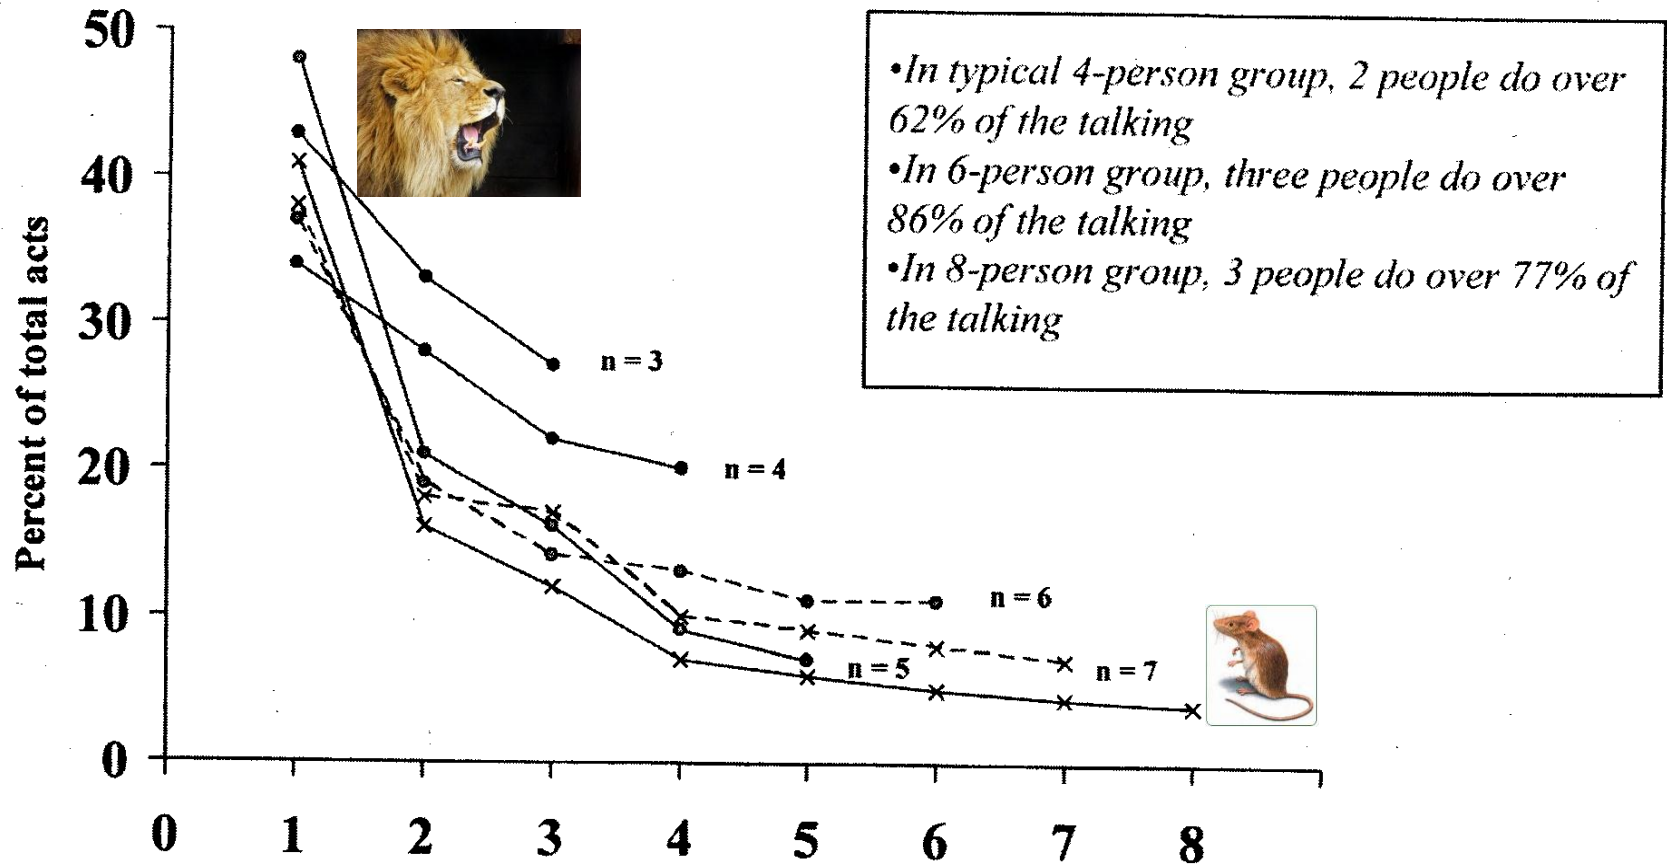 50
40
30
20
10
0
Percent of total acts
0 1 2 3 4 5 6 7 8
n = 3
n = 4
n = 6
n = 5
n = 7
•In typical 4-person group, 2 people do over
62% of the talking
•In 6-person group, three people do over
86% of the talking
•In 8-person group, 3 people do over 77% of
the talking